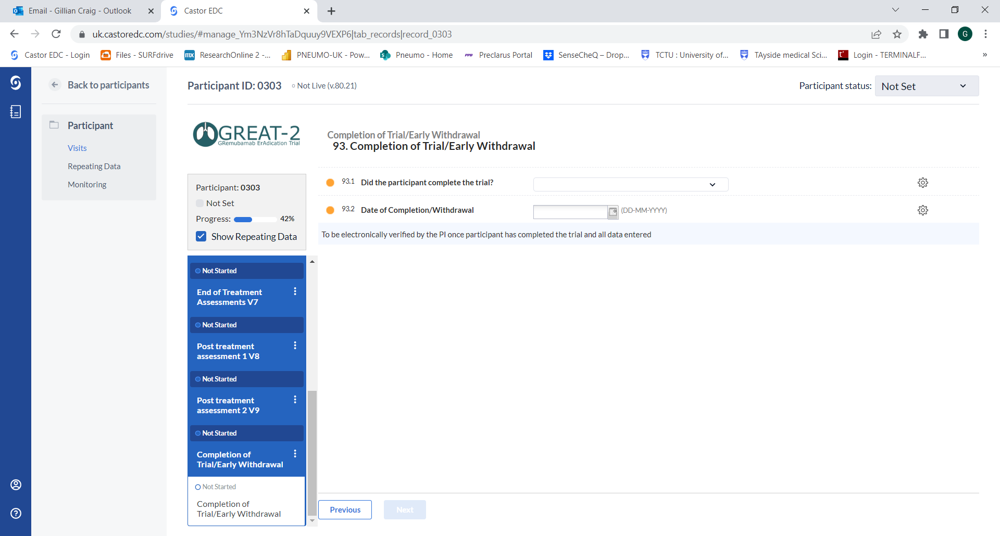 Email - Gillian Craig - Outlook
Castor EDC
uk.castoredc.com/studies/#manage_Ym3NzVr8hTaDquuy9VEXP6|tab_records|record_0303
G
Castor EDC - Login
Files - SURFdrive
mx
ResearchOnline 2 -...
PNEUMO-UK - Pow...
Pneumo - Home
PPD
Preclarus Portal
SenseCheQ – Drop...
TCTU : University of...
TAyside medical Sci...
Login - TERMINALF...
»
Back to participants
Participant ID: 0303
Not Live (v.80.21)
Participant status:
Not Set
Participant
Visits
Repeating Data
Monitoring
GREAT-2
GRemubamab ErAdication Trial
Completion of Trial/Early Withdrawal
93. Completion of Trial/Early Withdrawal
Participant: 0303
Not Set
Progress: 42%
Show Repeating Data
93.1 Did the participant complete the trial?
93.2 Date of Completion/Withdrawal
(DD-MM-YYYY)
To be electronically verified by the PI once participant has completed the trial and all data entered
Not Started
End of Treatment
Assessments V7
Not Started
Post treatment
assessment 1 V8
Not Started
Post treatment
assessment 2 V9
Not Started
Completion of
Trial/Early Withdrawal
Not Started
Completion of
Trial/Early Withdrawal
Previous
Next